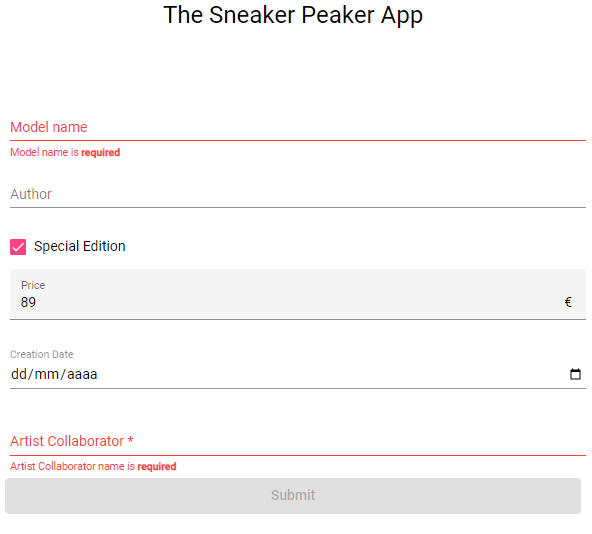 The Sneaker Peaker App
Model name
Model name is required
Author
Special Edition
Price
89 €
Creation Date
dd/mm/aaaa
Artist Collaborator *
Artist Collaborator name is required
Submit